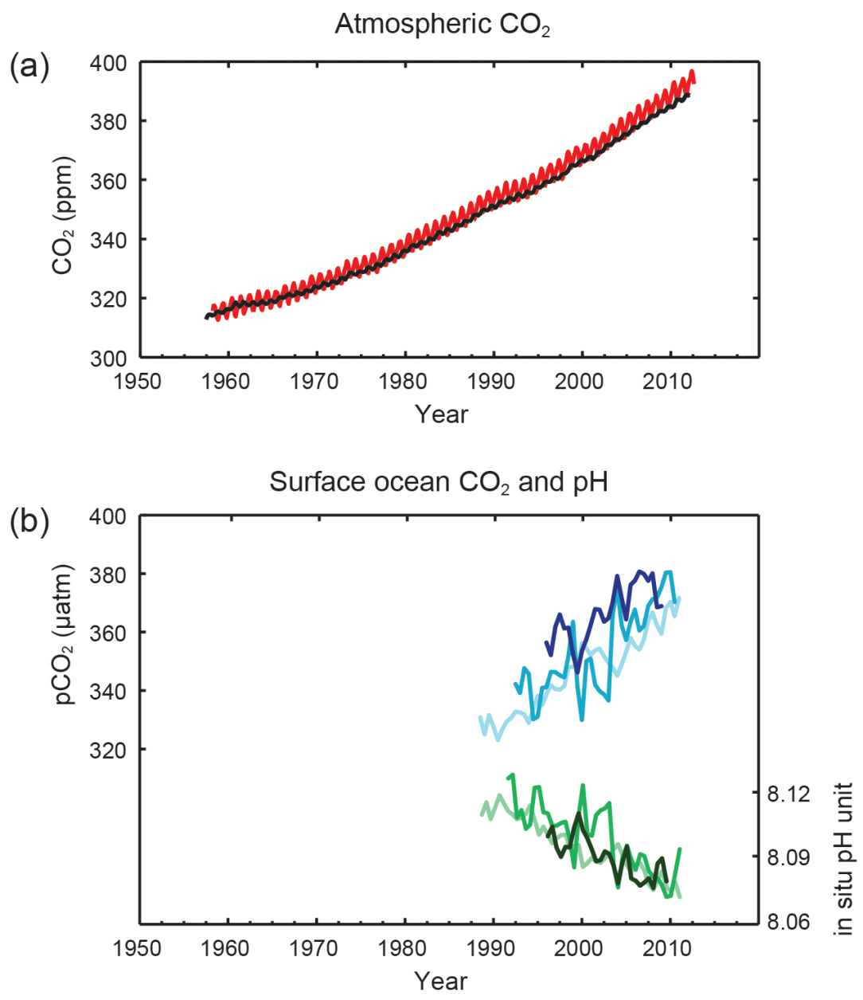 Atmospheric CO₂
(a)
400
380
360
340
320
300
CO₂ (ppm)
1950 1960 1970 1980 1990 2000 2010
Year
Surface ocean CO₂ and pH
(b)
400
380
360
340
320
pCO₂ (µatm)
8.12
8.09
8.06
in situ pH unit
1950 1960 1970 1980 1990 2000 2010
Year